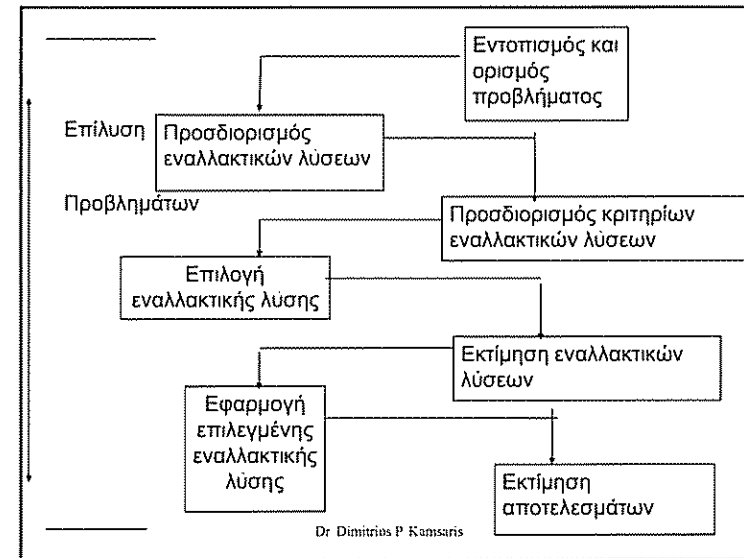 Εντοπισμός και
ορισμός
προβλήματος
Επίλυση
Προσδιορισμός
εναλλακτικών λύσεων
Προβλημάτων
Προσδιορισμός κριτηρίων
εναλλακτικών λύσεων
Επιλογή
εναλλακτικής λύσης
Εκτίμηση εναλλακτικών
λύσεων
Εφαρμογή
επιλεγμένης
εναλλακτικής
λύσης
Εκτίμηση
αποτελεσμάτων
Dr Dimitrios P Kamsaris